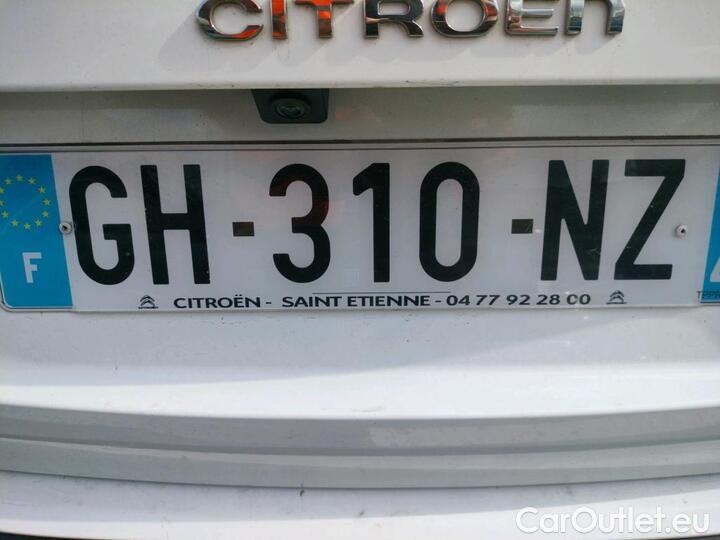 CITROËN
F
GH-310-NZ
CITROËN - SAINT ETIENNE - 04 77 92 28 00
CarOutlet.eu